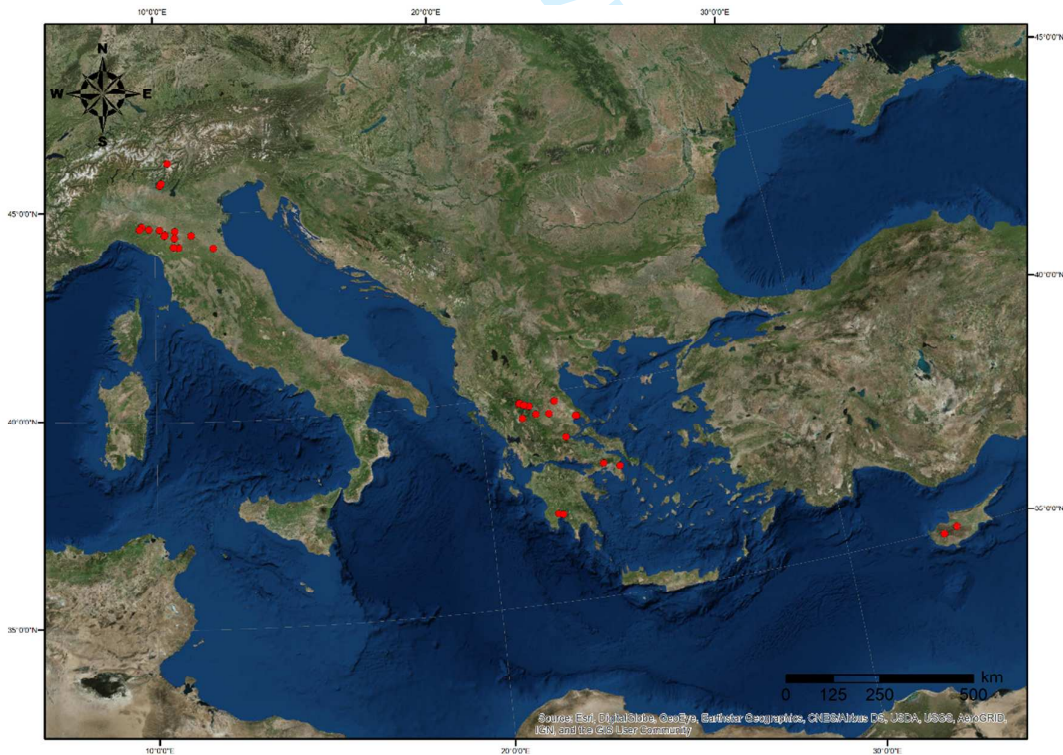 10°0'0"E 20°0'0"E 30°0'0"E
45°0'0"N
N
W E
S
45°0'0"N
40°0'0"N
40°0'0"N
35°0'0"N
35°0'0"N
km
0 125 250 500
Source: Esri, DigitalGlobe, GeoEye, Earthstar Geographics, CNES/Airbus DS, USDA, USGS, AeroGRID,
IGN, and the GIS User Community
10°0'0"E 20°0'0"E 30°0'0"E